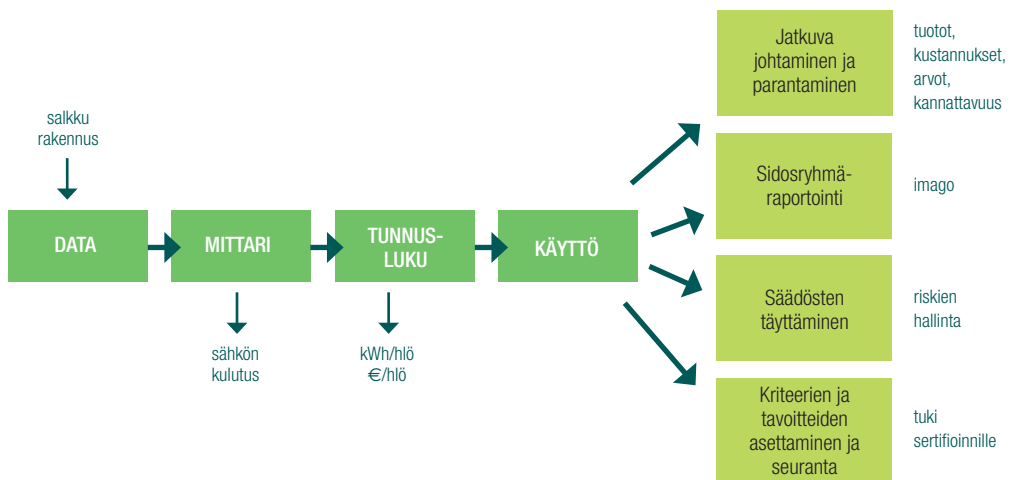 salkku
rakennus
DATA
MITTARI
sähkön
kulutus
TUNNUS-
LUKU
kWh/hlö
€/hlö
KÄYTTÖ
Jatkuva
johtaminen ja
parantaminen
tuotot,
kustannukset,
arvot,
kannattavuus
Sidosryhmä-
raportointi
imago
Säädösten
täyttäminen
riskien
hallinta
Kriteerien ja
tavoitteiden
asettaminen ja
seuranta
tuki
sertifioinnille